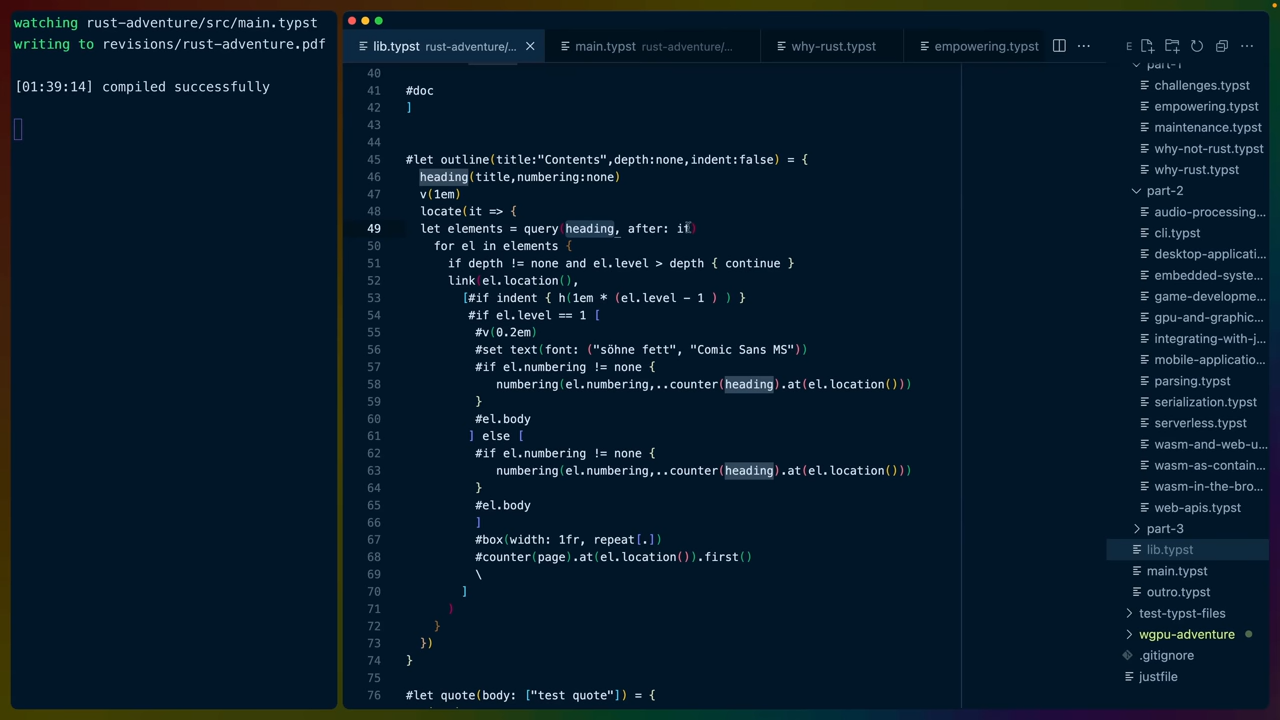 watching rust-adventure/src/main.typst
writing to revisions/rust-adventure.pdf
[01:39:14] compiled successfully
lib.typst rust-adventure/...
main.typst rust-adventure/...
why-rust.typst
empowering.typst
E
40
41 #doc
42 ]
43
44
45 #let outline(title:"Contents",depth:none,indent:false) = {
46 heading(title,numbering:none)
47 v(1em)
48 locate(it => {
49 let elements = query(heading, after: it)
50 for el in elements {
51 if depth != none and el.level > depth { continue }
52 link(el.location(),
53 [#if indent { h(1em * (el.level - 1 ) ) }
54 #if el.level == 1 [
55 #v(0.2em)
56 #set text(font: ("söhne fett", "Comic Sans MS"))
57 #if el.numbering != none {
58 numbering(el.numbering,..counter(heading).at(el.location()))
59 }
60 #el.body
61 ] else [
62 #if el.numbering != none {
63 numbering(el.numbering,..counter(heading).at(el.location()))
64 }
65 #el.body
66 ]
67 #box(width: 1fr, repeat[.])
68 #counter(page).at(el.location()).first()
69 \
70 ]
71 )
72 }
73 })
74 }
75
76 #let quote(body: ["test quote"]) = {
part-1
challenges.typst
empowering.typst
maintenance.typst
why-not-rust.typst
why-rust.typst
part-2
audio-processing...
cli.typst
desktop-applicat...
embedded-syste...
game-developme...
gpu-and-graphic...
integrating-with-j...
mobile-applicatio...
parsing.typst
serialization.typst
serverless.typst
wasm-and-web-u...
wasm-as-contain...
wasm-in-the-bro...
web-apis.typst
part-3
lib.typst
main.typst
outro.typst
test-typst-files
wgpu-adventure
.gitignore
justfile